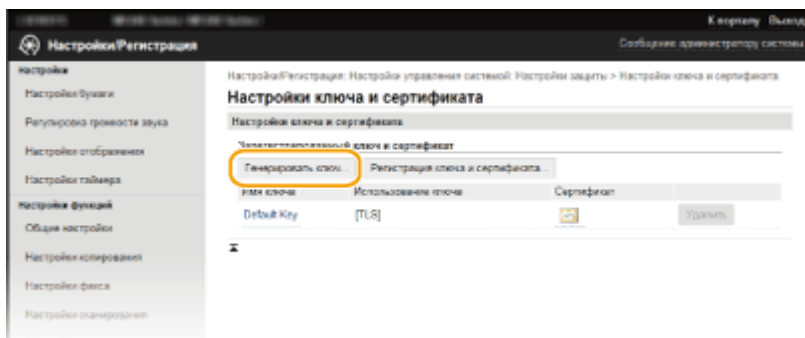 К порталу Выход
Настройки/Регистрация
Сообщение администратору системы
Настройки
Настройки бумаги
Регулировка громкости звука
Настройки отображения
Настройки таймера
Настройки функций
Общие настройки
Настройки копирования
Настройки факса
Настройки сканирования
Настройки/Регистрация: Настройки управления системой: Настройки защиты > Настройки ключа и сертификата
Настройки ключа и сертификата
Настройки ключа и сертификата
Зарегистрированный ключ и сертификат
Генерировать ключ... Регистрация ключа и сертификата...
Имя ключа Использование ключа Сертификат
Default Key [TLS] Удалить